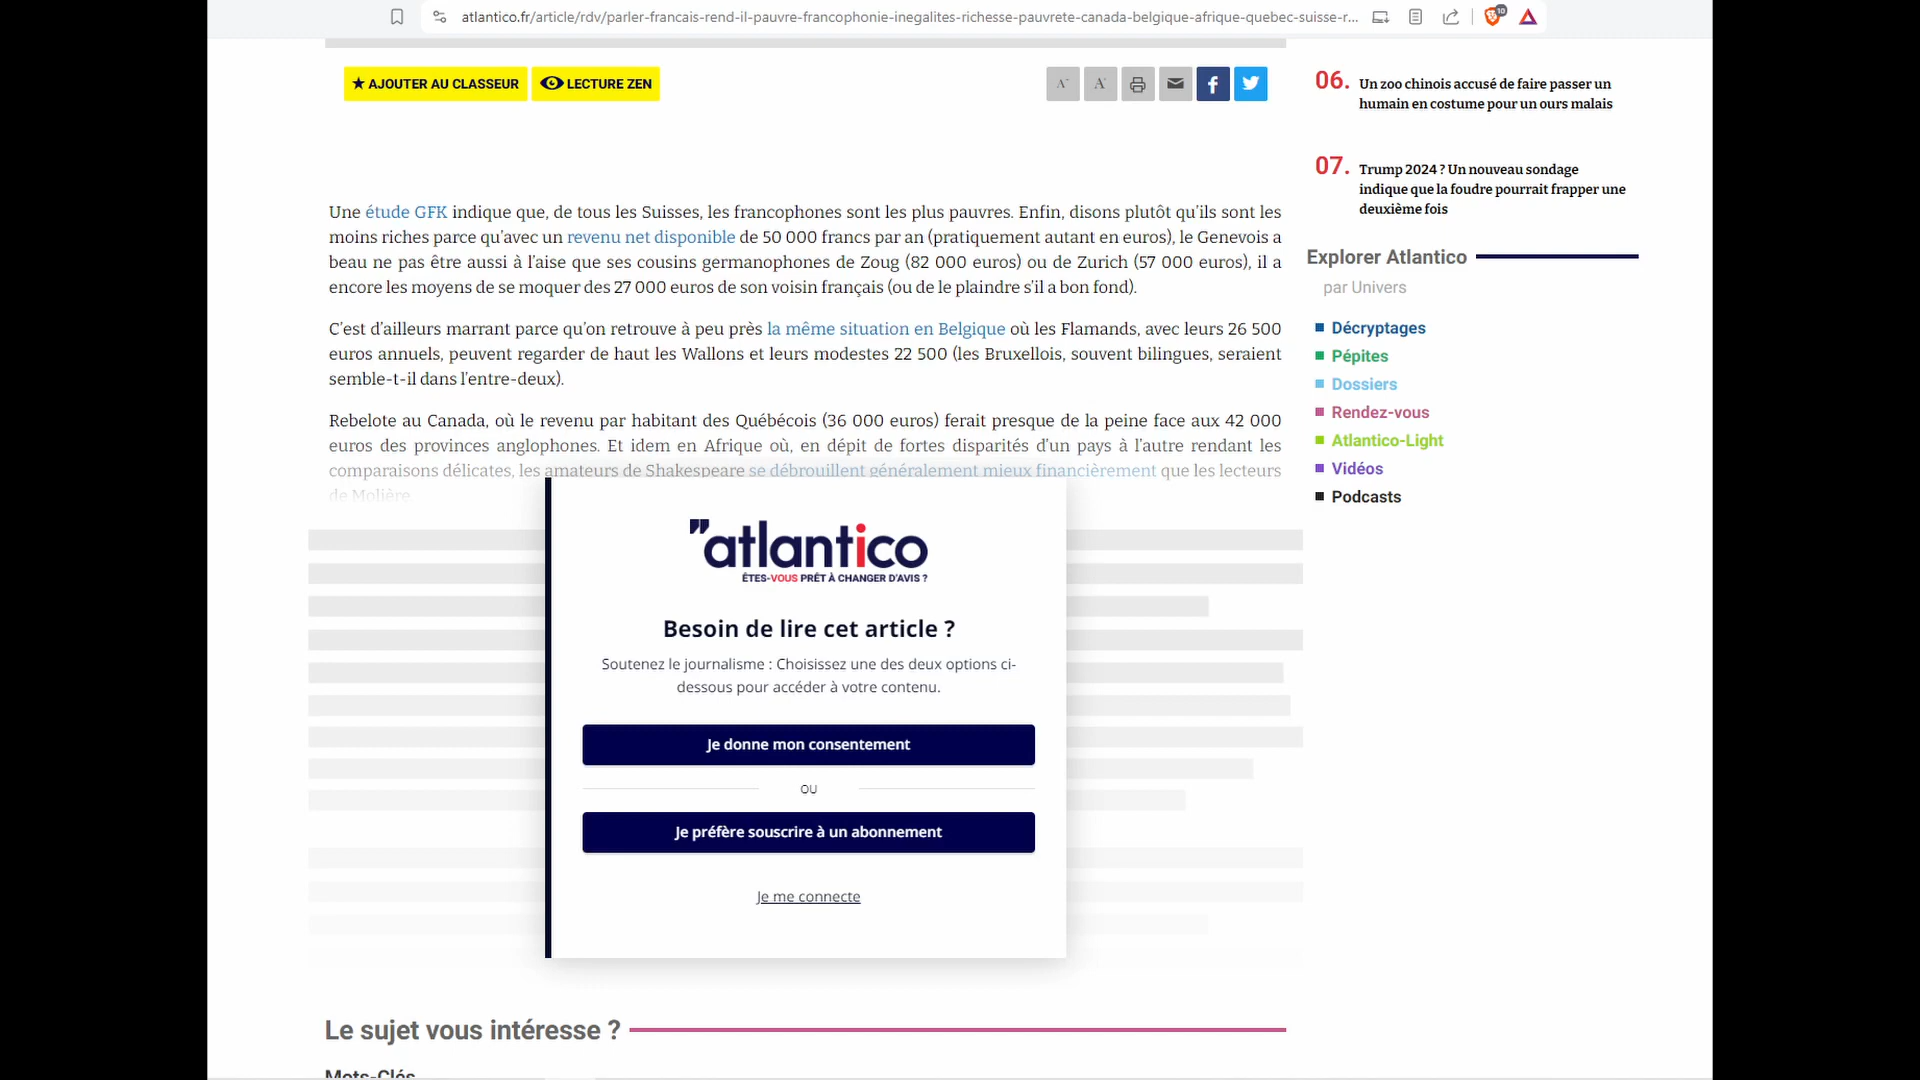 atlantico.fr/article/rdv/parler-francais-rend-il-pauvre-francophonie-inegalites-richesse-pauvrete-canada-belgique-afrique-quebec-suisse-r...
10
★ AJOUTER AU CLASSEUR
LECTURE ZEN
A-
A+
Une étude GFK indique que, de tous les Suisses, les francophones sont les plus pauvres. Enfin, disons plutôt qu'ils sont les
moins riches parce qu'avec un revenu net disponible de 50 000 francs par an (pratiquement autant en euros), le Genevois a
beau ne pas être aussi à l'aise que ses cousins germanophones de Zoug (82 000 euros) ou de Zurich (57 000 euros), il a
encore les moyens de se moquer des 27 000 euros de son voisin français (ou de le plaindre s'il a bon fond).
C'est d'ailleurs marrant parce qu'on retrouve à peu près la même situation en Belgique où les Flamands, avec leurs 26 500
euros annuels, peuvent regarder de haut les Wallons et leurs modestes 22 500 (les Bruxellois, souvent bilingues, seraient
semble-t-il dans l'entre-deux).
Rebelote au Canada, où le revenu par habitant des Québécois (36 000 euros) ferait presque de la peine face aux 42 000
euros des provinces anglophones. Et idem en Afrique où, en dépit de fortes disparités d'un pays à l'autre rendant les
comparaisons délicates, les amateurs de Shakespeare se débrouillent généralement mieux financièrement que les lecteurs
de Molière
"atlantico
ÊTES-VOUS PRÊT À CHANGER D'AVIS ?
Besoin de lire cet article ?
Soutenez le journalisme : Choisissez une des deux options ci-
dessous pour accéder à votre contenu.
Je donne mon consentement
OU
Je préfère souscrire à un abonnement
Je me connecte
Le sujet vous intéresse ?
Mots-Clés
06. Un zoo chinois accusé de faire passer un
humain en costume pour un ours malais
07. Trump 2024 ? Un nouveau sondage
indique que la foudre pourrait frapper une
deuxième fois
Explorer Atlantico
par Univers
Décryptages
Pépites
Dossiers
Rendez-vous
Atlantico-Light
Vidéos
Podcasts